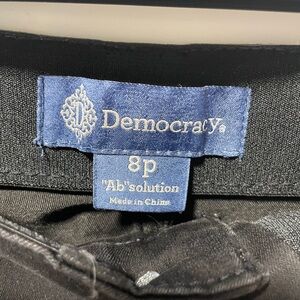 D
Democracy®
8p
"Ab"solution
Made in China